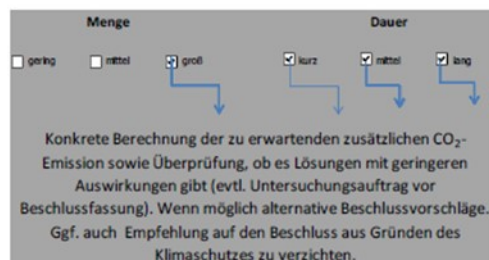 Menge Dauer
gering mittel groß kurz mittel lang
Konkrete Berechnung der zu erwartenden zusätzlichen CO₂-
Emission sowie Überprüfung, ob es Lösungen mit geringeren
Auswirkungen gibt (evtl. Untersuchungsauftrag vor
Beschlussfassung). Wenn möglich alternative Beschlussvorschläge.
Ggf. auch Empfehlung auf den Beschluss aus Gründen des
Klimaschutzes zu verzichten.